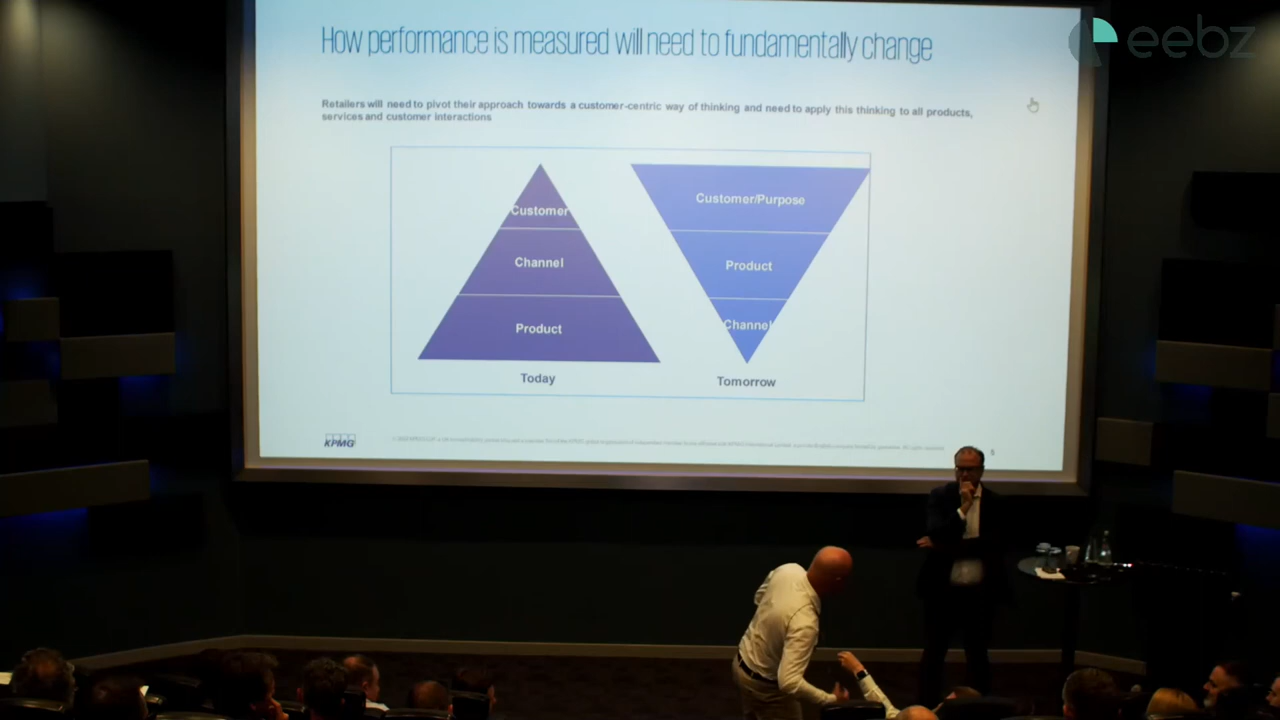 How performance is measured will need to fundamentally change
eebz
Retailers will need to pivot their approach towards a customer-centric way of thinking and need to apply this thinking to all products,
services and customer interactions
Customer
Channel
Product
Today
Customer/Purpose
Product
Channel
Tomorrow
KPMG